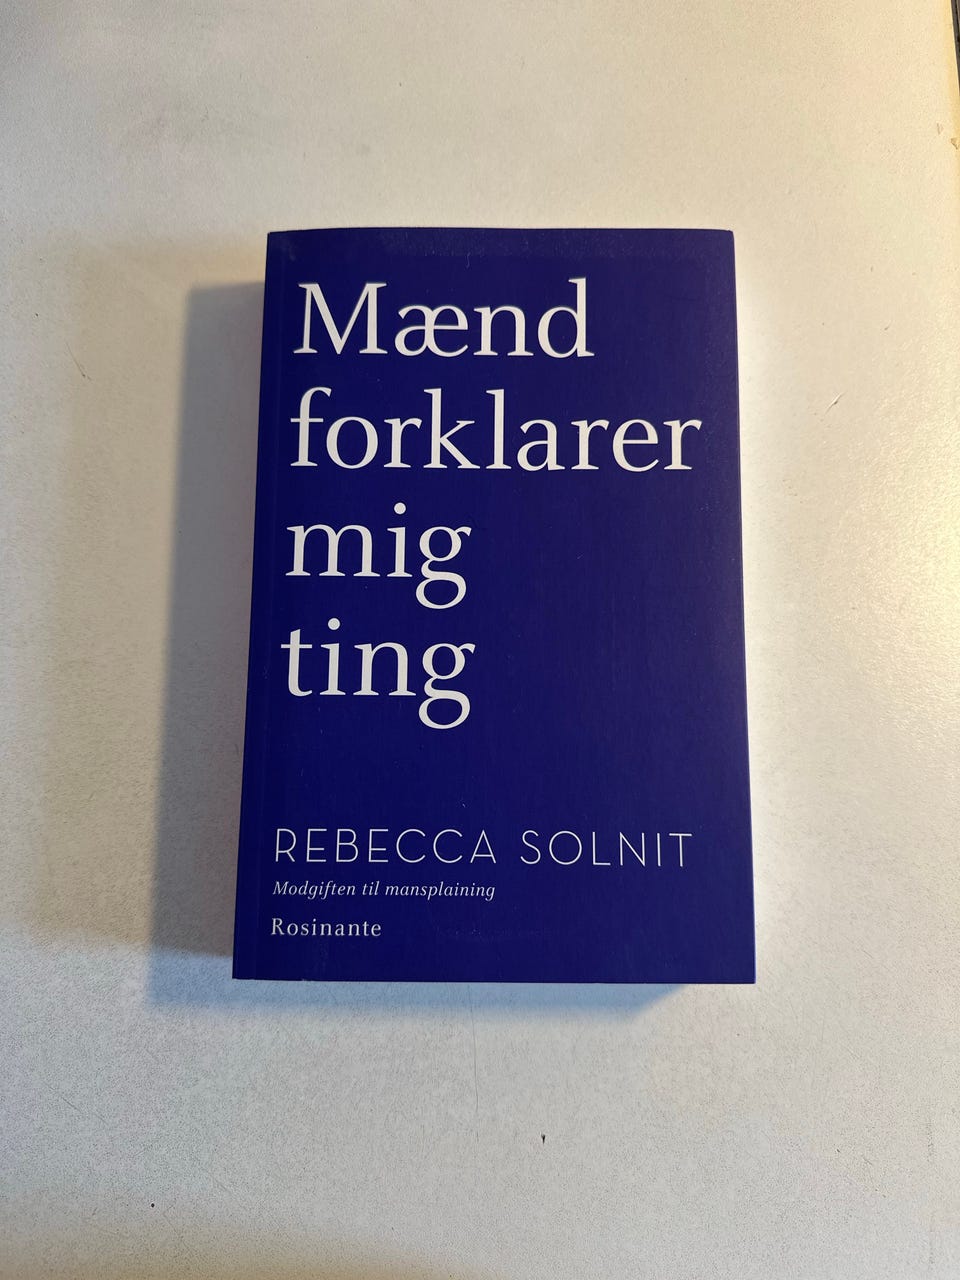 Mænd
forklarer
mig
ting
REBECCA SOLNIT
Modgiften til mansplaining
Rosinante